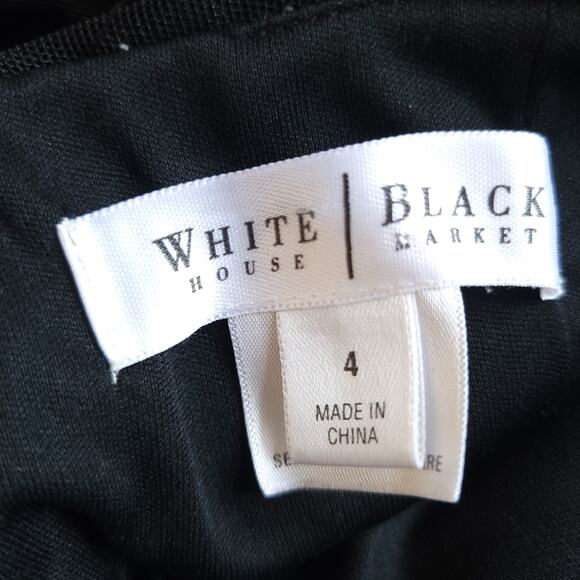 WHITE | BLACK
HOUSE MARKET
4
MADE IN
CHINA